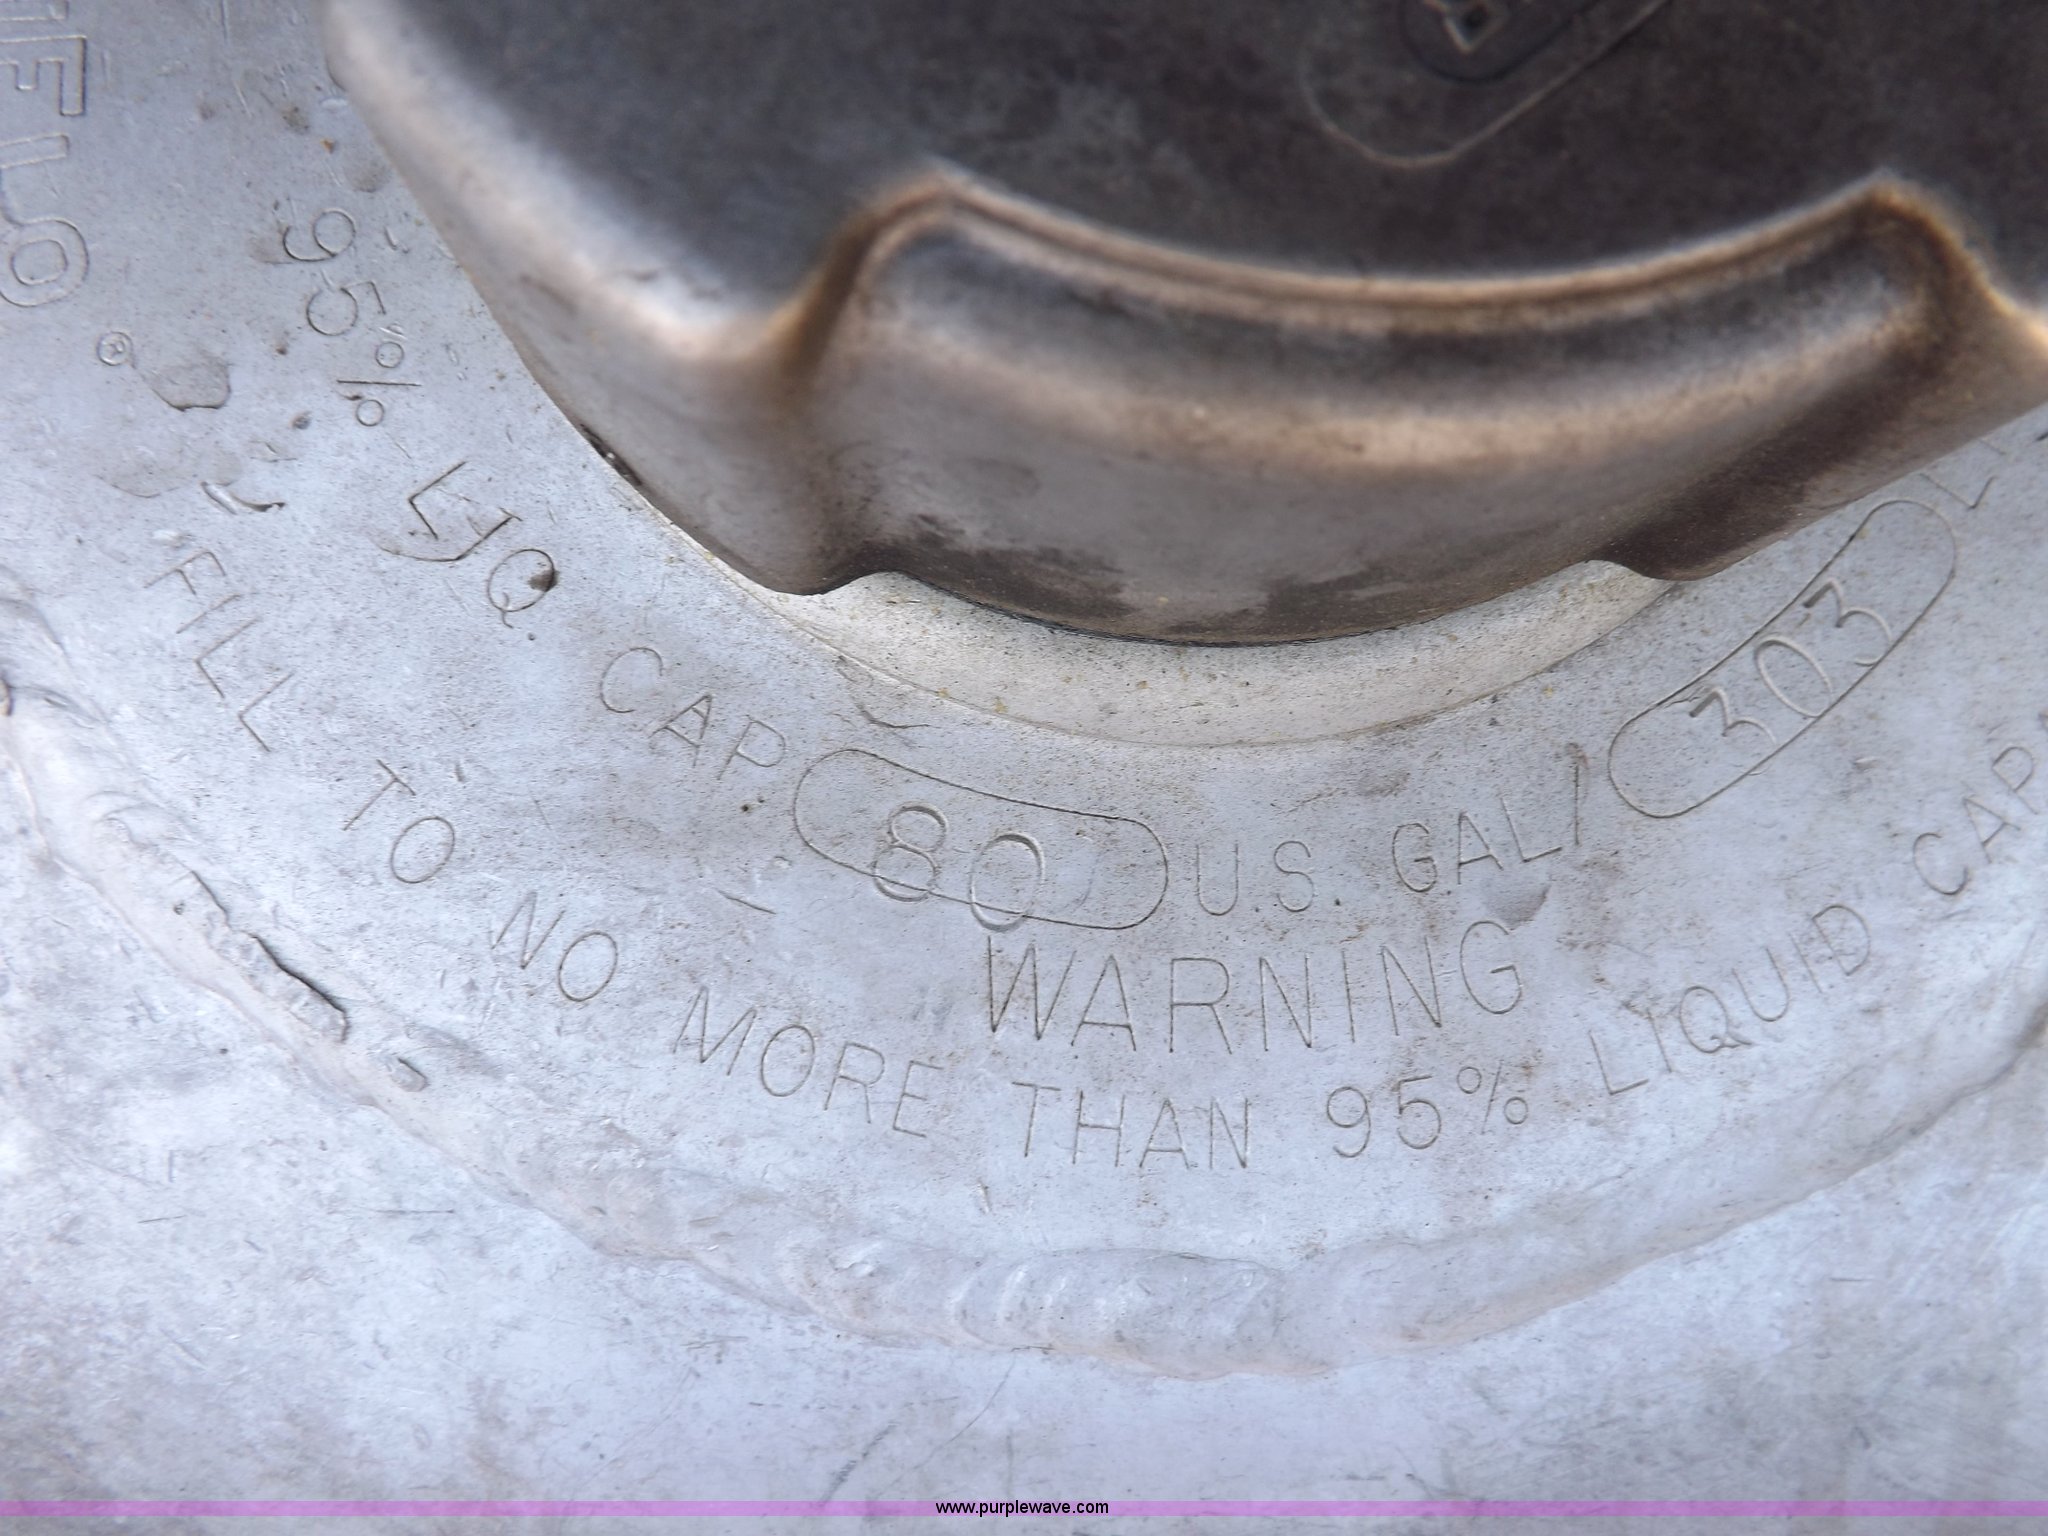 95% LIQ CAP. 80 U.S. GAL/ 303 L
WARNING
FILL TO NO MORE THAN 95% LIQUID CAP
®
www.purplewave.com